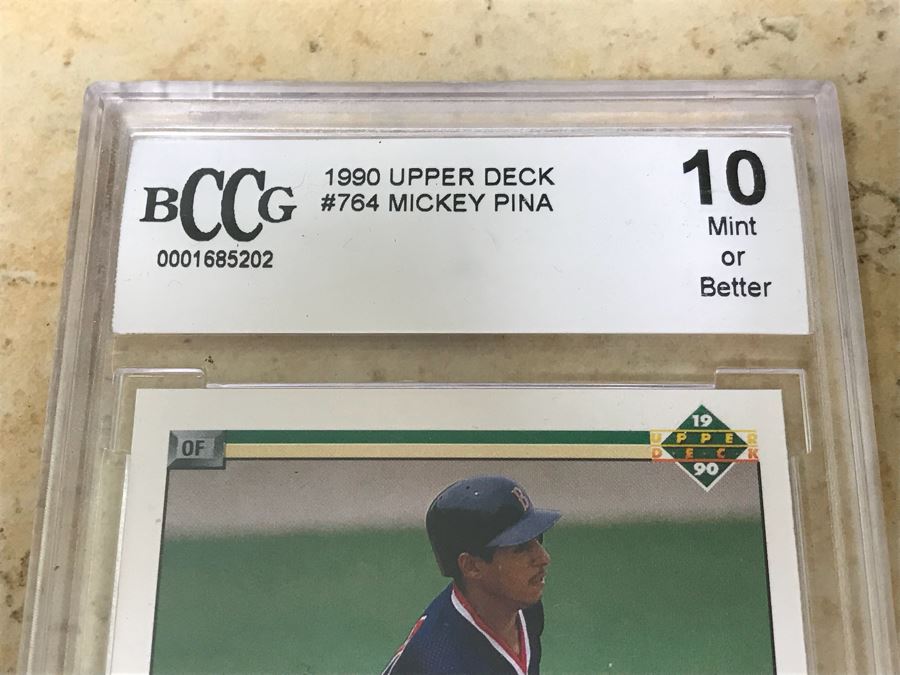 BCCG
0001685202
1990 UPPER DECK
#764 MICKEY PINA
10
Mint
or
Better
OF
19
UPPER
DECK
90
B